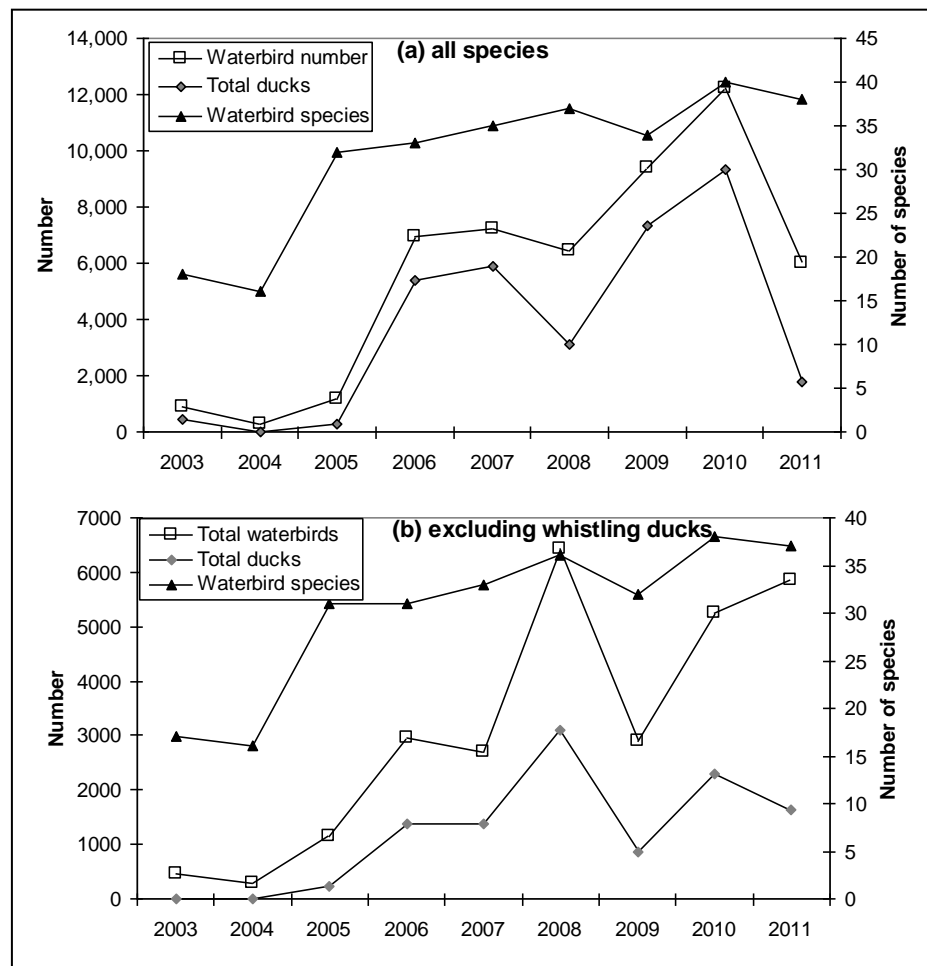 (a) all species
Waterbird number
Total ducks
Waterbird species
Number
14,000
12,000
10,000
8,000
6,000
4,000
2,000
0
45
40
35
30
25
20
15
10
5
0
Number of species
2003 2004 2005 2006 2007 2008 2009 2010 2011
(b) excluding whistling ducks
Total waterbirds
Total ducks
Waterbird species
Number
7000
6000
5000
4000
3000
2000
1000
0
40
35
30
25
20
15
10
5
0
Number of species
2003 2004 2005 2006 2007 2008 2009 2010 2011